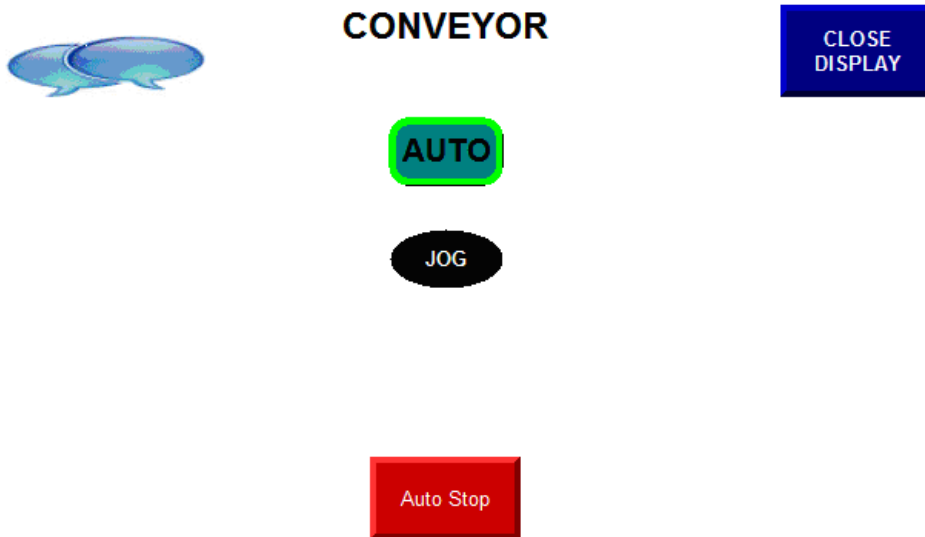 CONVEYOR
CLOSE
DISPLAY
AUTO
JOG
Auto Stop